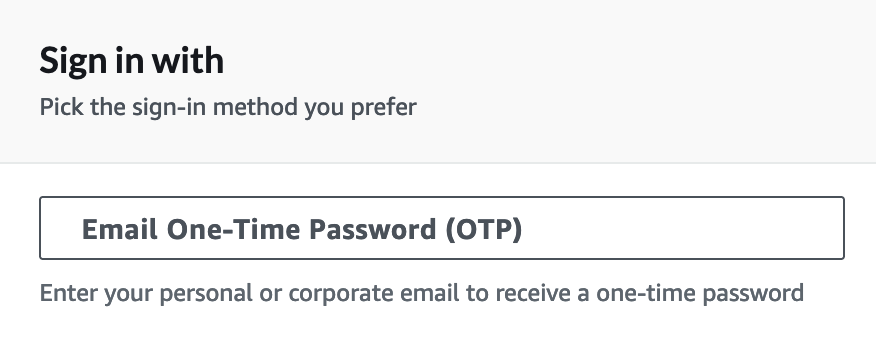 Sign in with
Pick the sign-in method you prefer
Email One-Time Password (OTP)
Enter your personal or corporate email to receive a one-time password